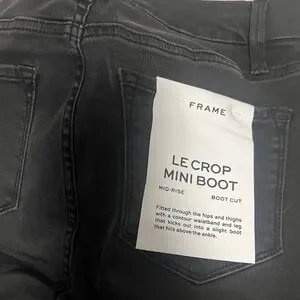 FRAME
LE CROP
MINI BOOT
MID-RISE BOOT CUT
Fitted through the hips and thighs
with a contour waistband and leg
that kicks out into a slight boot
that hits above the ankle.